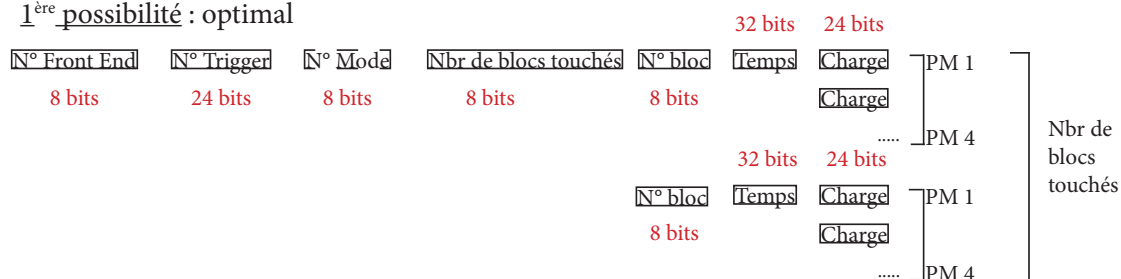 1ère possibilité : optimal
32 bits 24 bits
N° Front End N° Trigger N° Mode Nbr de blocs touchés N° bloc Temps Charge PM 1
8 bits 24 bits 8 bits 8 bits 8 bits Charge
..... PM 4
Nbr de
blocs
touchés
32 bits 24 bits
N° bloc Temps Charge PM 1
8 bits Charge
..... PM 4